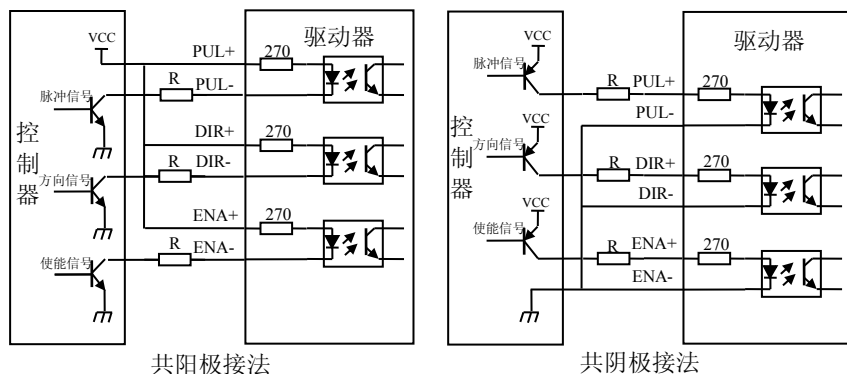 VCC
PUL+
270
驱动器
脉冲信号
R
PUL-
控制器
DIR+
270
方向信号
R
DIR-
ENA+
270
使能信号
R
ENA-
共阳极接法
VCC
驱动器
脉冲信号
R
PUL+
270
PUL-
控制器
VCC
方向信号
R
DIR+
270
DIR-
VCC
使能信号
R
ENA+
270
ENA-
共阴极接法